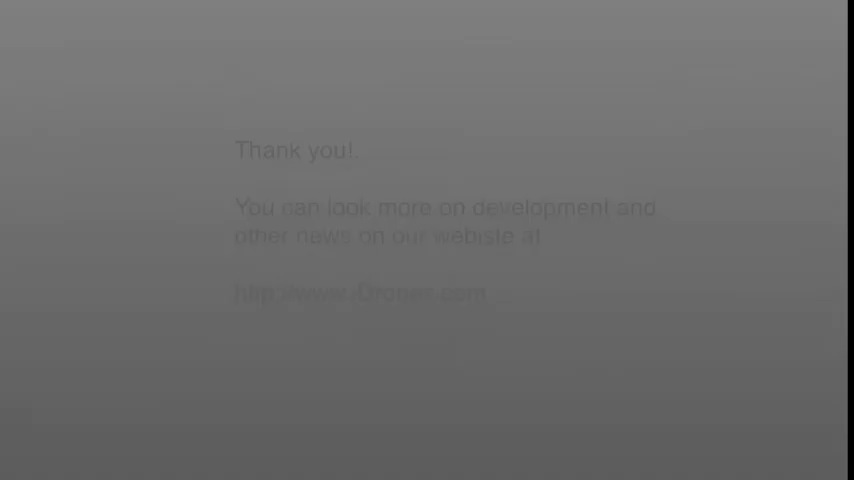 Thank you!.
You can look more on development and
other news on our webiste at